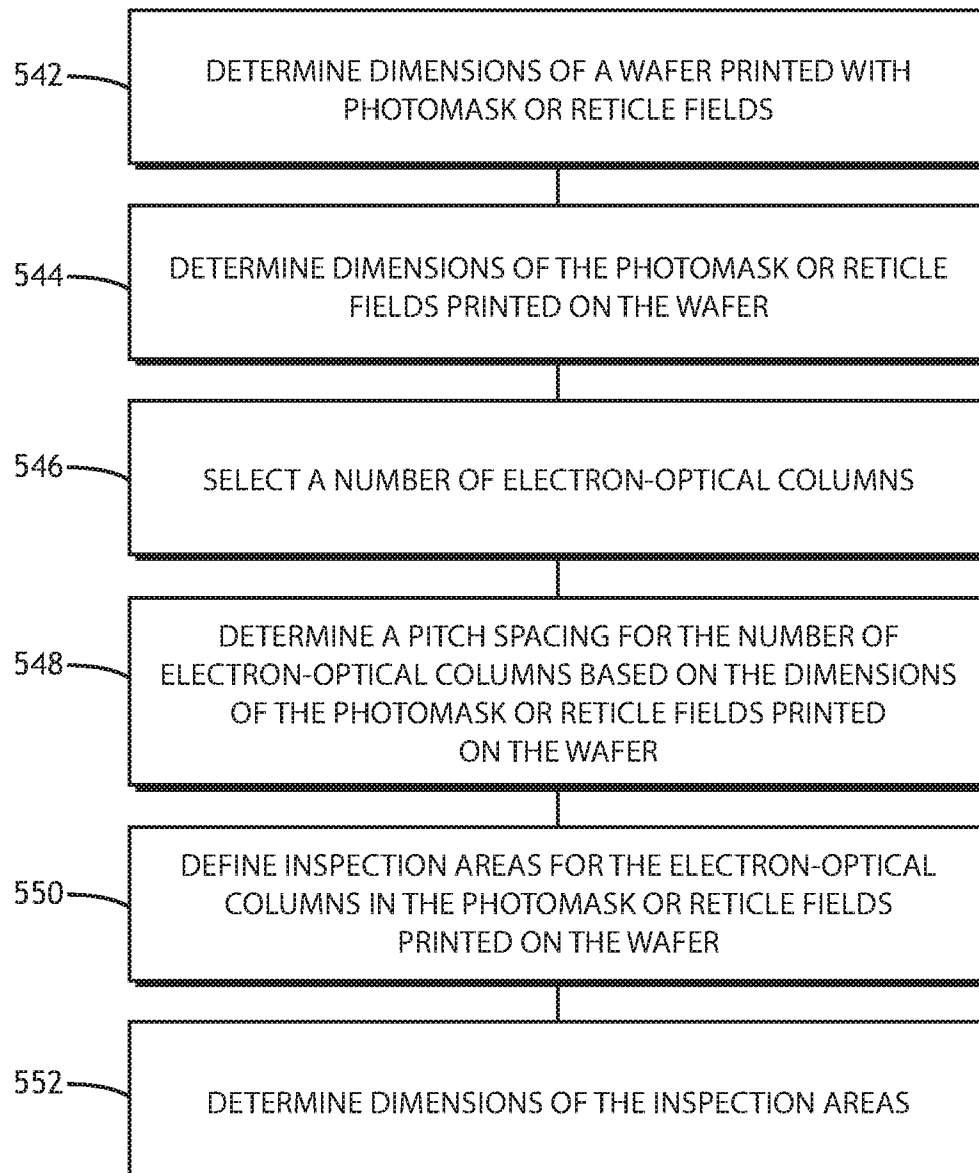 542
DETERMINE DIMENSIONS OF A WAFER PRINTED WITH
PHOTOMASK OR RETICLE FIELDS
544
DETERMINE DIMENSIONS OF THE PHOTOMASK OR RETICLE
FIELDS PRINTED ON THE WAFER
546
SELECT A NUMBER OF ELECTRON-OPTICAL COLUMNS
548
DETERMINE A PITCH SPACING FOR THE NUMBER OF
ELECTRON-OPTICAL COLUMNS BASED ON THE DIMENSIONS
OF THE PHOTOMASK OR RETICLE FIELDS PRINTED
ON THE WAFER
550
DEFINE INSPECTION AREAS FOR THE ELECTRON-OPTICAL
COLUMNS IN THE PHOTOMASK OR RETICLE FIELDS
PRINTED ON THE WAFER
552
DETERMINE DIMENSIONS OF THE INSPECTION AREAS